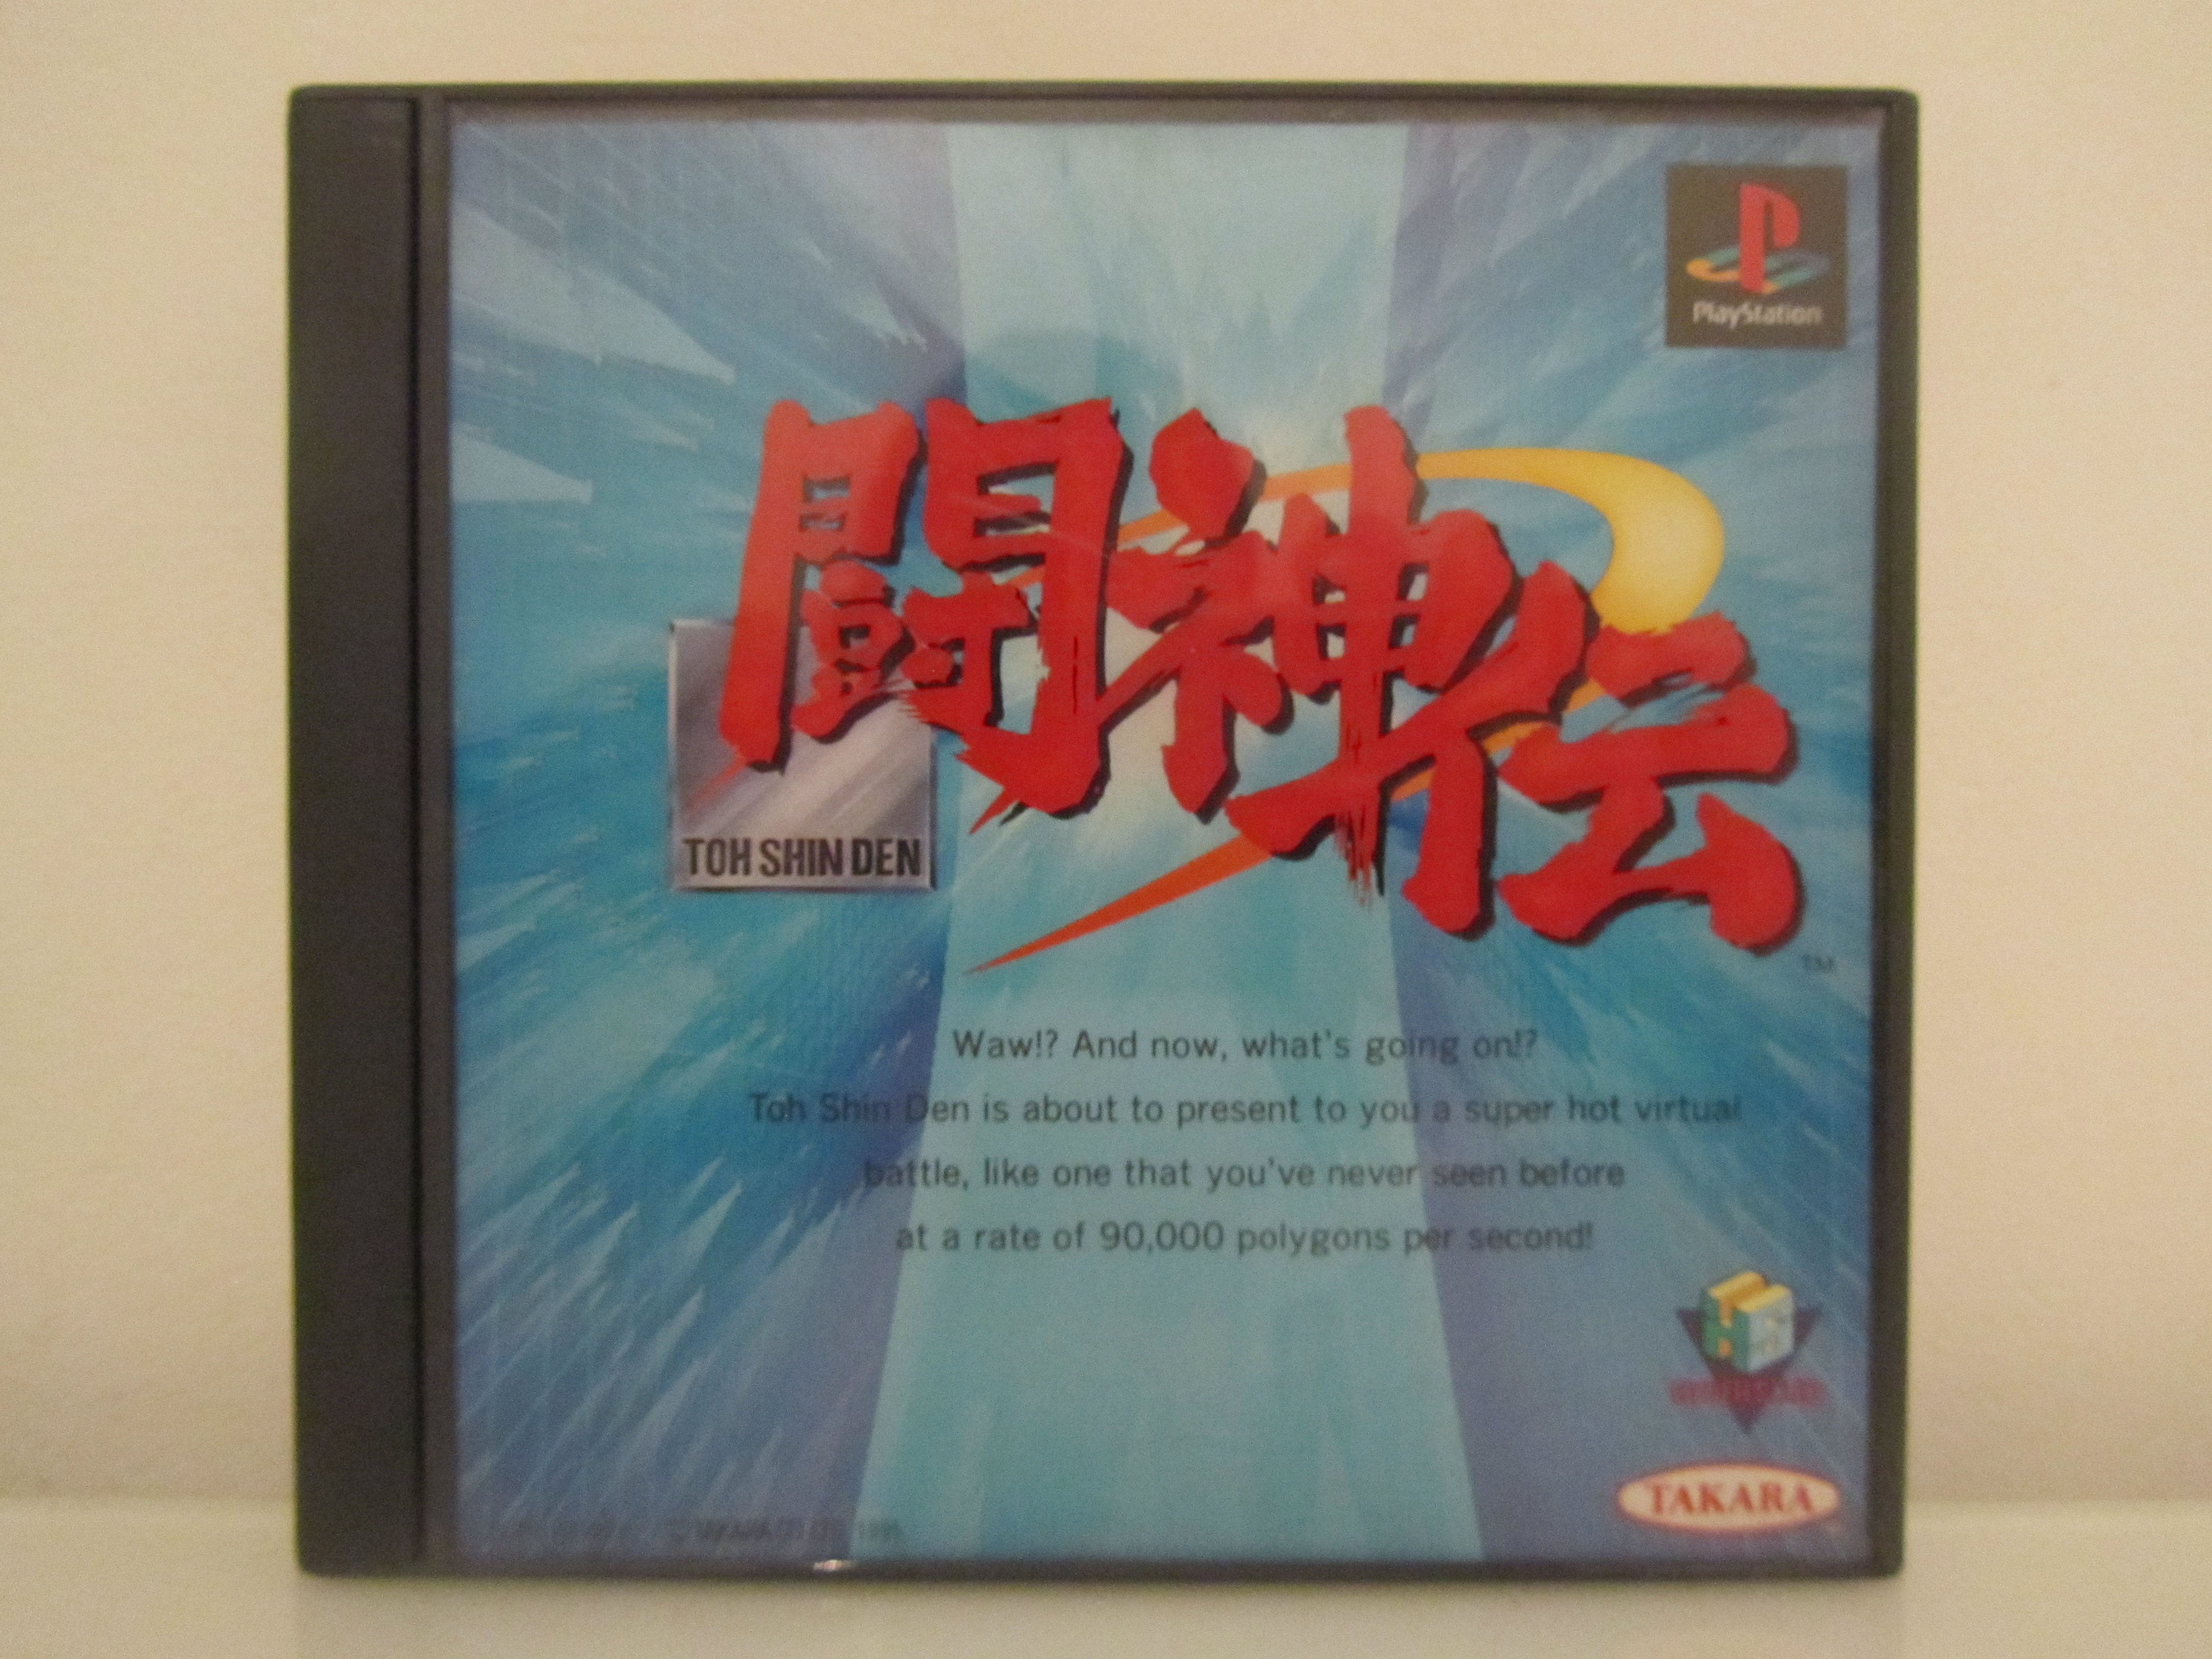 PlayStation
闘神伝
TOH SHIN DEN
TM
Waw!? And now, what's going on!?
Toh Shin Den is about to present to you a super hot virtual
battle, like one that you've never seen before
at a rate of 90,000 polygons per second!
TAKARA